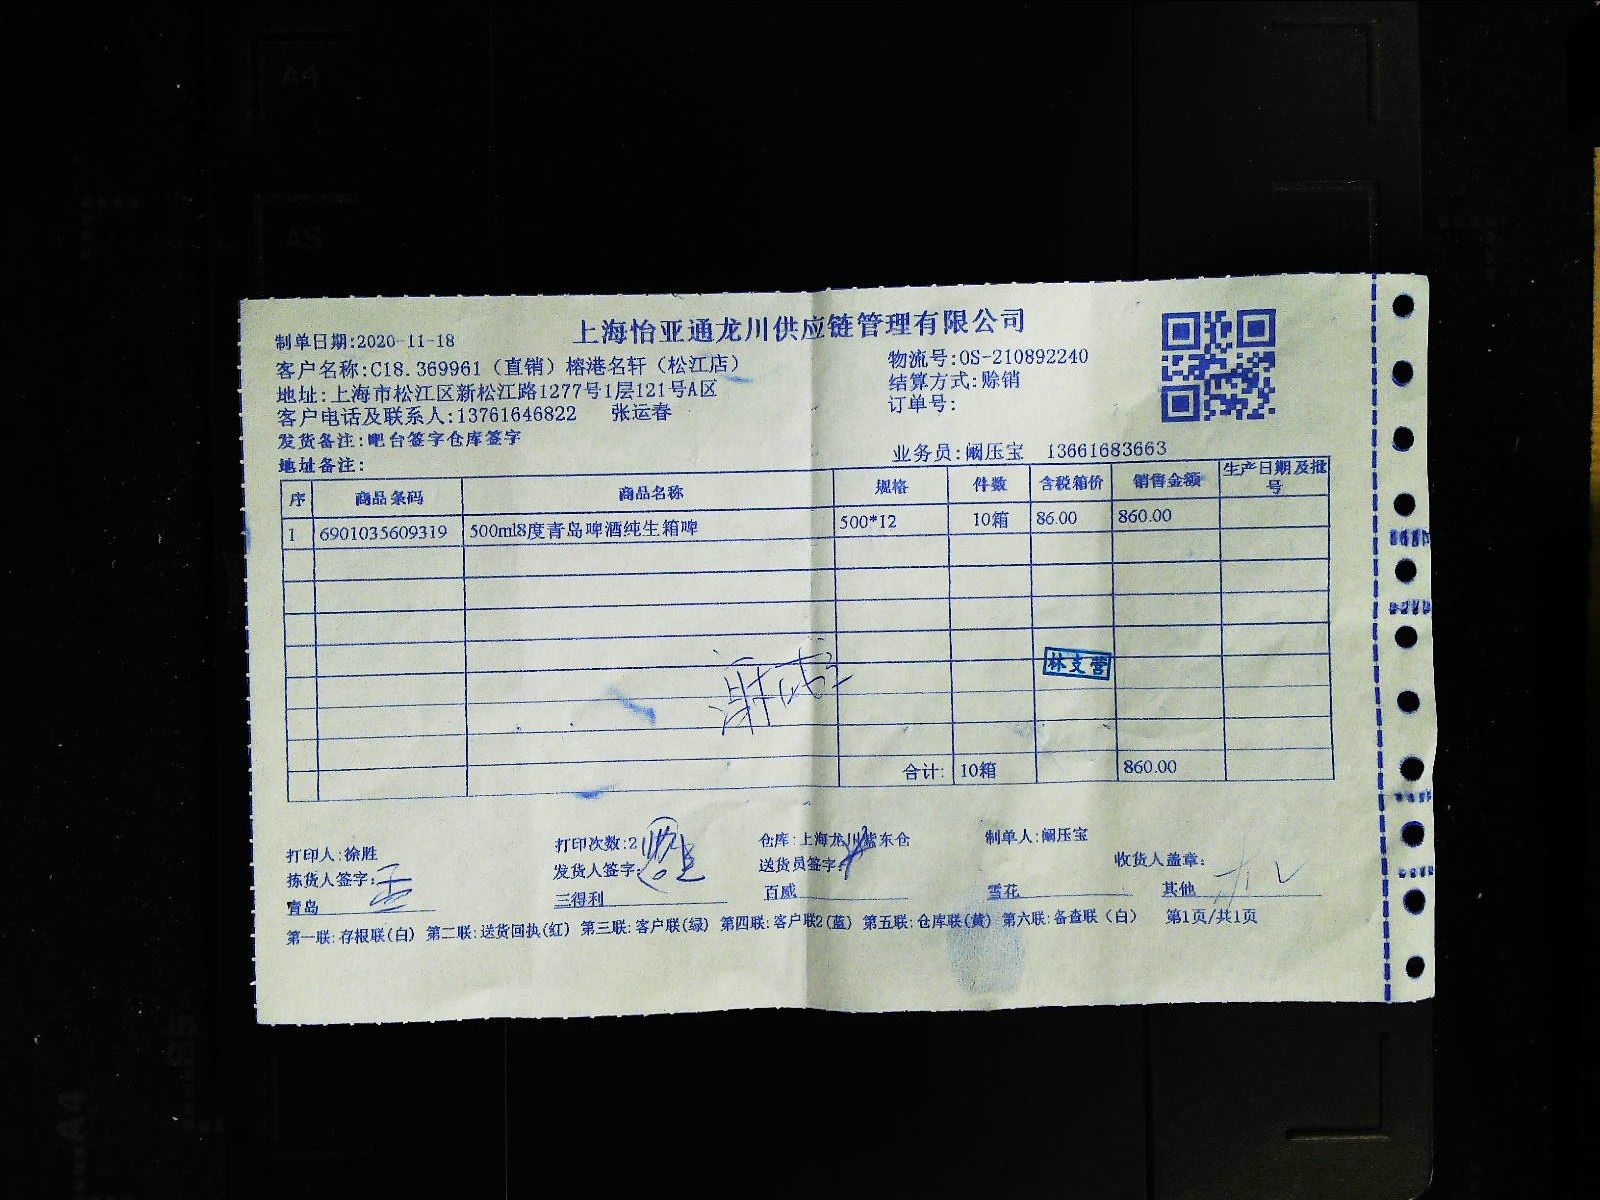 A4
A5
上海怡亚通龙川供应链管理有限公司
制单日期:2020-11-18
客户名称:C18.369961（直销）榕港名轩（松江店） 物流号:0S-210892240
地址:上海市松江区新松江路1277号1层121号A区 结算方式:赊销
客户电话及联系人:13761646822 张运春 订单号:
发货备注:吧台签字仓库签字
地址备注: 业务员:阚压宝 13661683663
序 商品条码 商品名称 规格 件数 含税箱价 销售金额 生产日期及批号
1 6901035609319 500ml8度青岛啤酒纯生箱啤 500*12 10箱 86.00 860.00
林支营
合计: 10箱 860.00
打印人:徐胜 打印次数:2 仓库:上海龙川紫东仓 制单人:阚压宝
拣货人签字: 发货人签字: 送货员签字: 收货人盖章:
青岛 三得利 百威 雪花 其他
第一联:存根联(白) 第二联:送货回执(红) 第三联:客户联(绿) 第四联:客户联2(蓝) 第五联:仓库联(黄) 第六联:备查联(白) 第1页/共1页
B5
A4